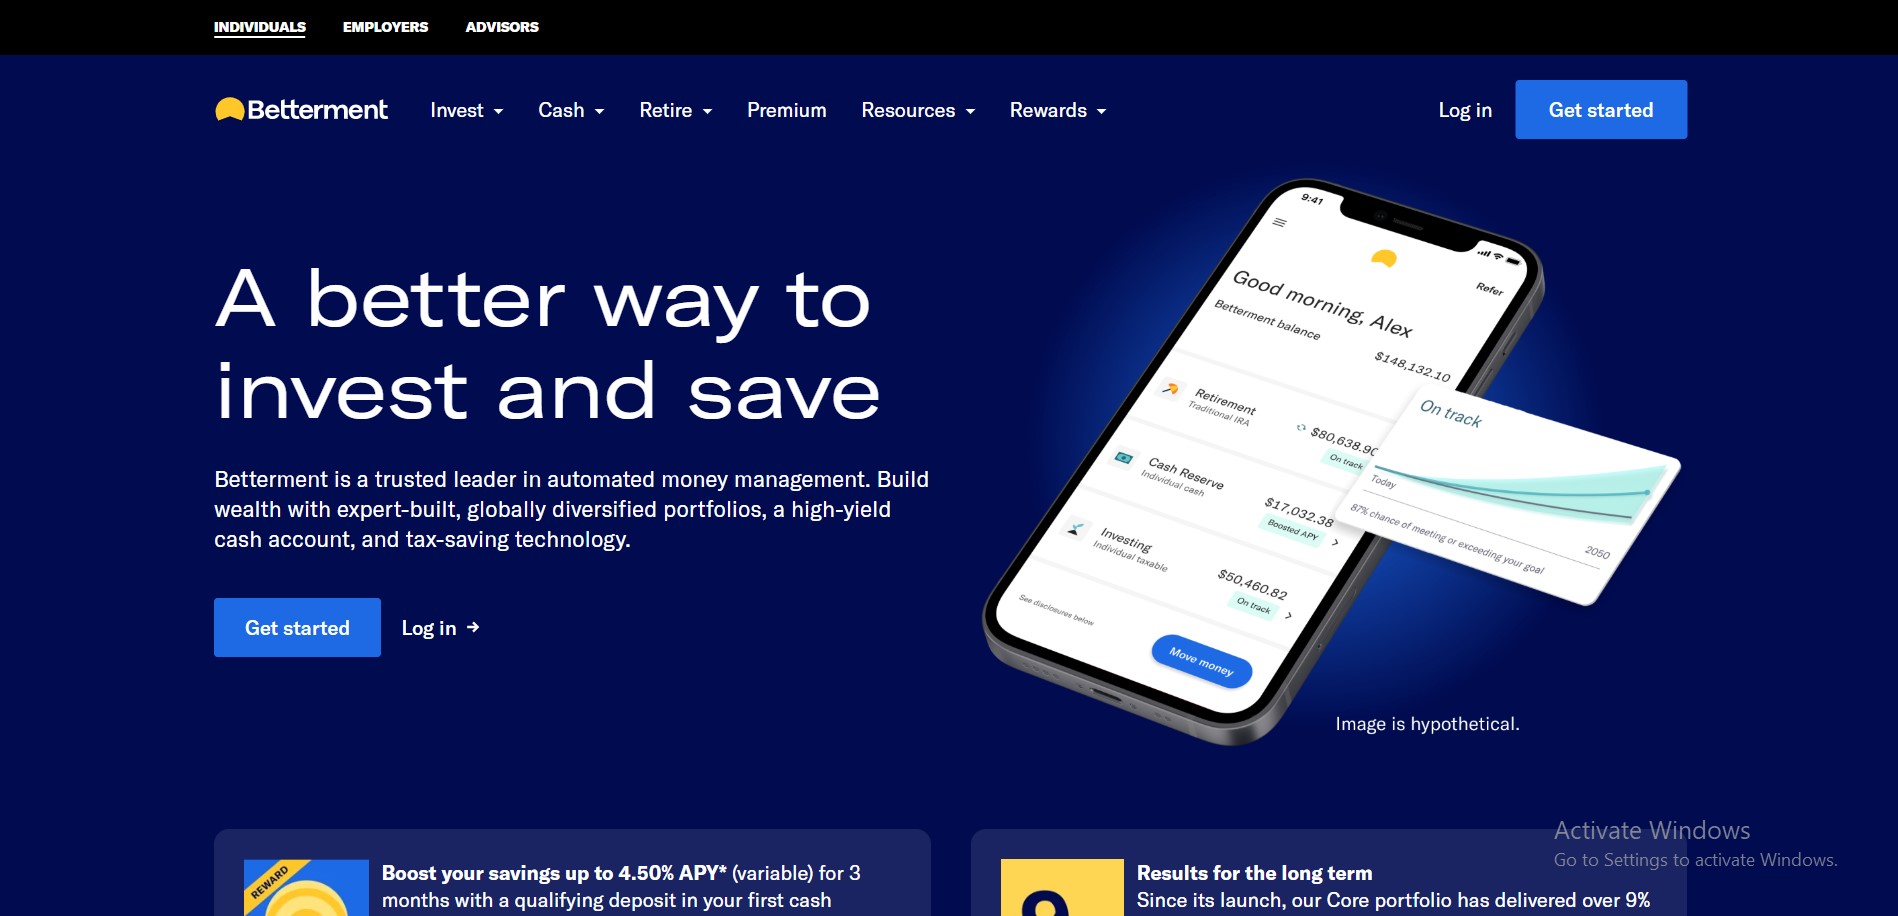 INDIVIDUALS EMPLOYERS ADVISORS
Betterment Invest Cash Retire Premium Resources Rewards Log in Get started
A better way to
invest and save
Betterment is a trusted leader in automated money management. Build
wealth with expert-built, globally diversified portfolios, a high-yield
cash account, and tax-saving technology.
Get started Log in →
9:41
Refer
Good morning, Alex
Betterment balance
$148,132.10
Retirement
Traditional IRA
$80,638.90
On track
Cash Reserve
Individual cash
$17,032.38
Boosted APY
Investing
Individual taxable
$50,460.82
On track
See disclosures below
Move money
On track
Today
2050
87% chance of meeting or exceeding your goal
Image is hypothetical.
REWARD
Boost your savings up to 4.50% APY* (variable) for 3
months with a qualifying deposit in your first cash
9
Results for the long term
Since its launch, our Core portfolio has delivered over 9%
Activate Windows
Go to Settings to activate Windows.